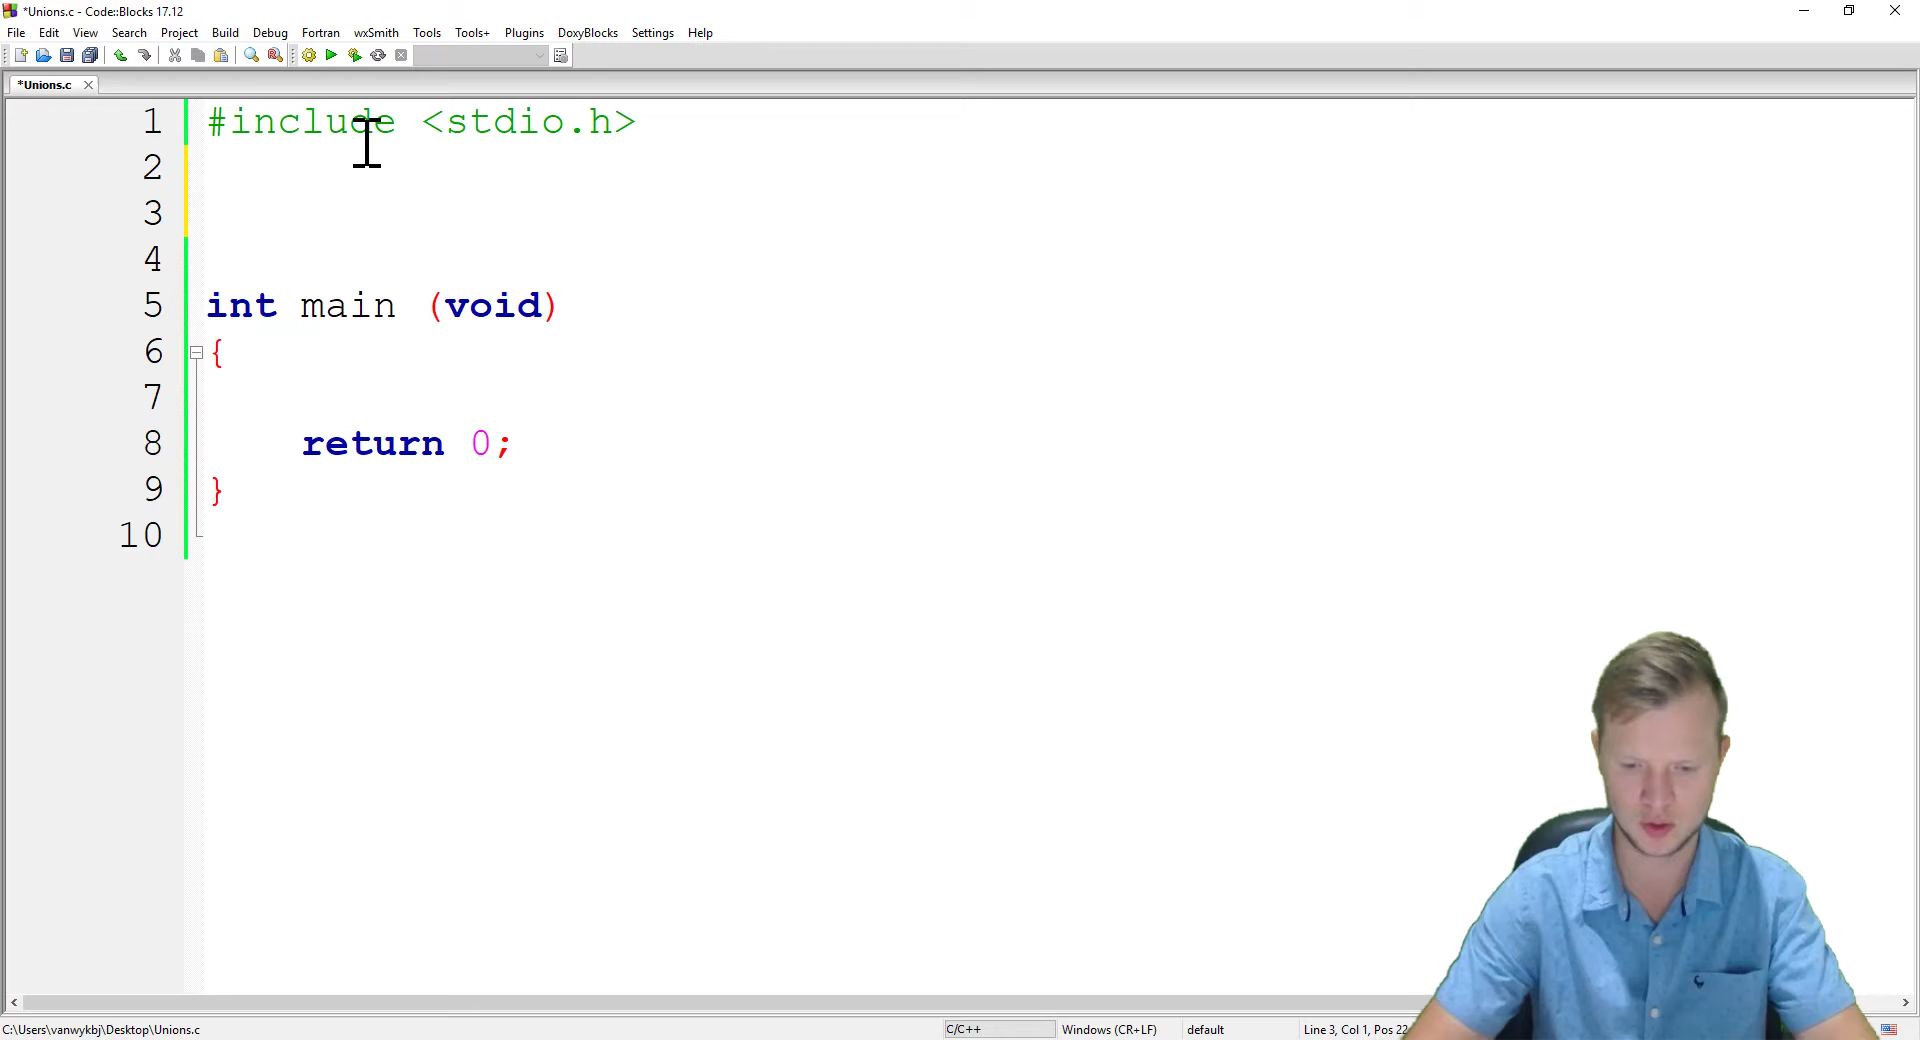 *Unions.c - Code::Blocks 17.12
File Edit View Search Project Build Debug Fortran wxSmith Tools Tools+ Plugins DoxyBlocks Settings Help
*Unions.c
1 #include <stdio.h>
2
3
4
5 int main (void)
6 {
7
8 return 0;
9 }
10
C:\Users\vanwykbj\Desktop\Unions.c C/C++ Windows (CR+LF) default Line 3, Col 1, Pos 22